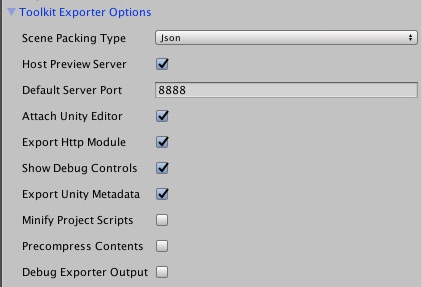 Toolkit Exporter Options
Scene Packing Type Json
Host Preview Server
Default Server Port 8888
Attach Unity Editor
Export Http Module
Show Debug Controls
Export Unity Metadata
Minify Project Scripts
Precompress Contents
Debug Exporter Output